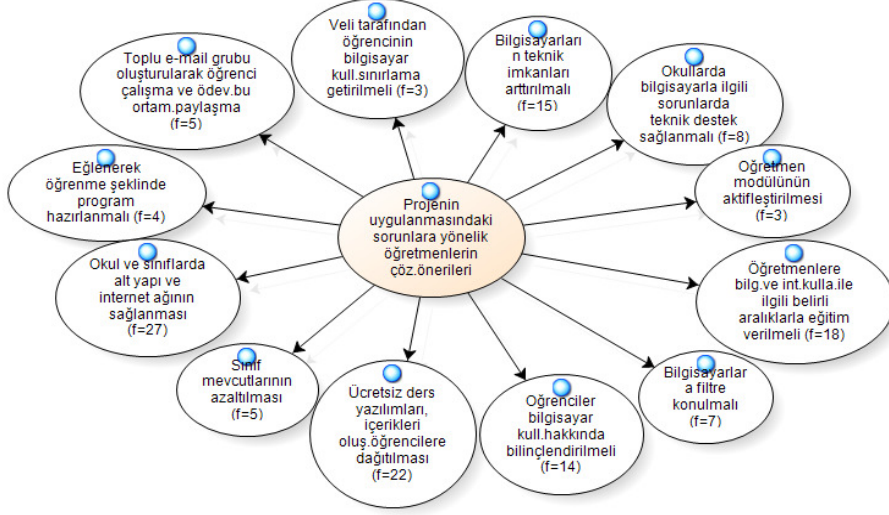 Toplu e-mail grubu
oluşturularak öğrenci
çalışma ve ödev.bu
ortam.paylaşma
(f=5)
Veli tarafından
öğrencinin
bilgisayar
kull.sınırlama
getirilmeli (f=3)
Bilgisayarları
n teknik
imkanları
arttırılmalı
(f=15)
Okullarda
bilgisayarla ilgili
sorunlarda
teknik destek
sağlanmalı (f=8)
Eğlenerek
öğrenme şeklinde
program
hazırlanmalı (f=4)
Projenin
uygulanmasındaki
sorunlara yönelik
öğretmenlerin
çöz.önerileri
Öğretmen
modülünün
aktifleştirilmesi
(f=3)
Okul ve sınıflarda
alt yapı ve
internet ağının
sağlanması
(f=27)
Öğretmenlere
bilg.ve int.kulla.ile
ilgili belirli
aralıklarla eğitim
verilmeli (f=18)
Sınıf
mevcutlarının
azaltılması
(f=5)
Ücretsiz ders
yazılımları,
içerikleri
oluş.öğrencilere
dağıtılması
(f=22)
Öğrenciler
bilgisayar
kull.hakkında
bilinçlendirilmeli
(f=14)
Bilgisayarlar
a filtre
konulmalı
(f=7)